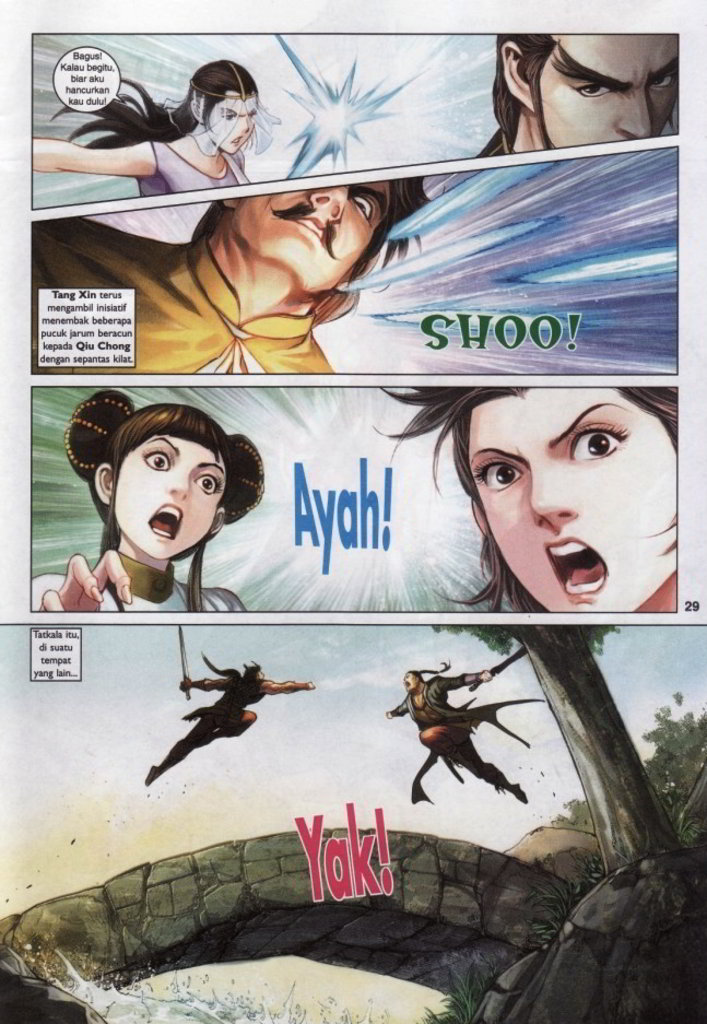 Bagus!
Kalau begitu,
biar aku
hancurkan
kau dulu!
Tang Xin terus
mengambil inisiatif
menembak beberapa
pucuk jarum beracun
kepada Qiu Chong
dengan sepantas kilat.
SHOO!
Ayah!
29
Tatkala itu,
di suatu
tempat
yang lain...
Yak!